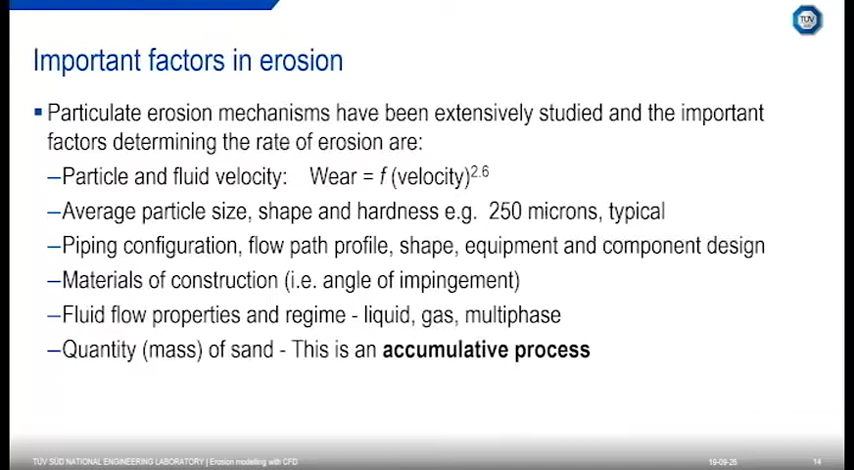 TÜV
Important factors in erosion
▪ Particulate erosion mechanisms have been extensively studied and the important
factors determining the rate of erosion are:
–Particle and fluid velocity: Wear = f (velocity)^2.6
–Average particle size, shape and hardness e.g. 250 microns, typical
–Piping configuration, flow path profile, shape, equipment and component design
–Materials of construction (i.e. angle of impingement)
–Fluid flow properties and regime - liquid, gas, multiphase
–Quantity (mass) of sand - This is an accumulative process
TÜV SÜD NATIONAL ENGINEERING LABORATORY | Erosion modelling with CFD
14